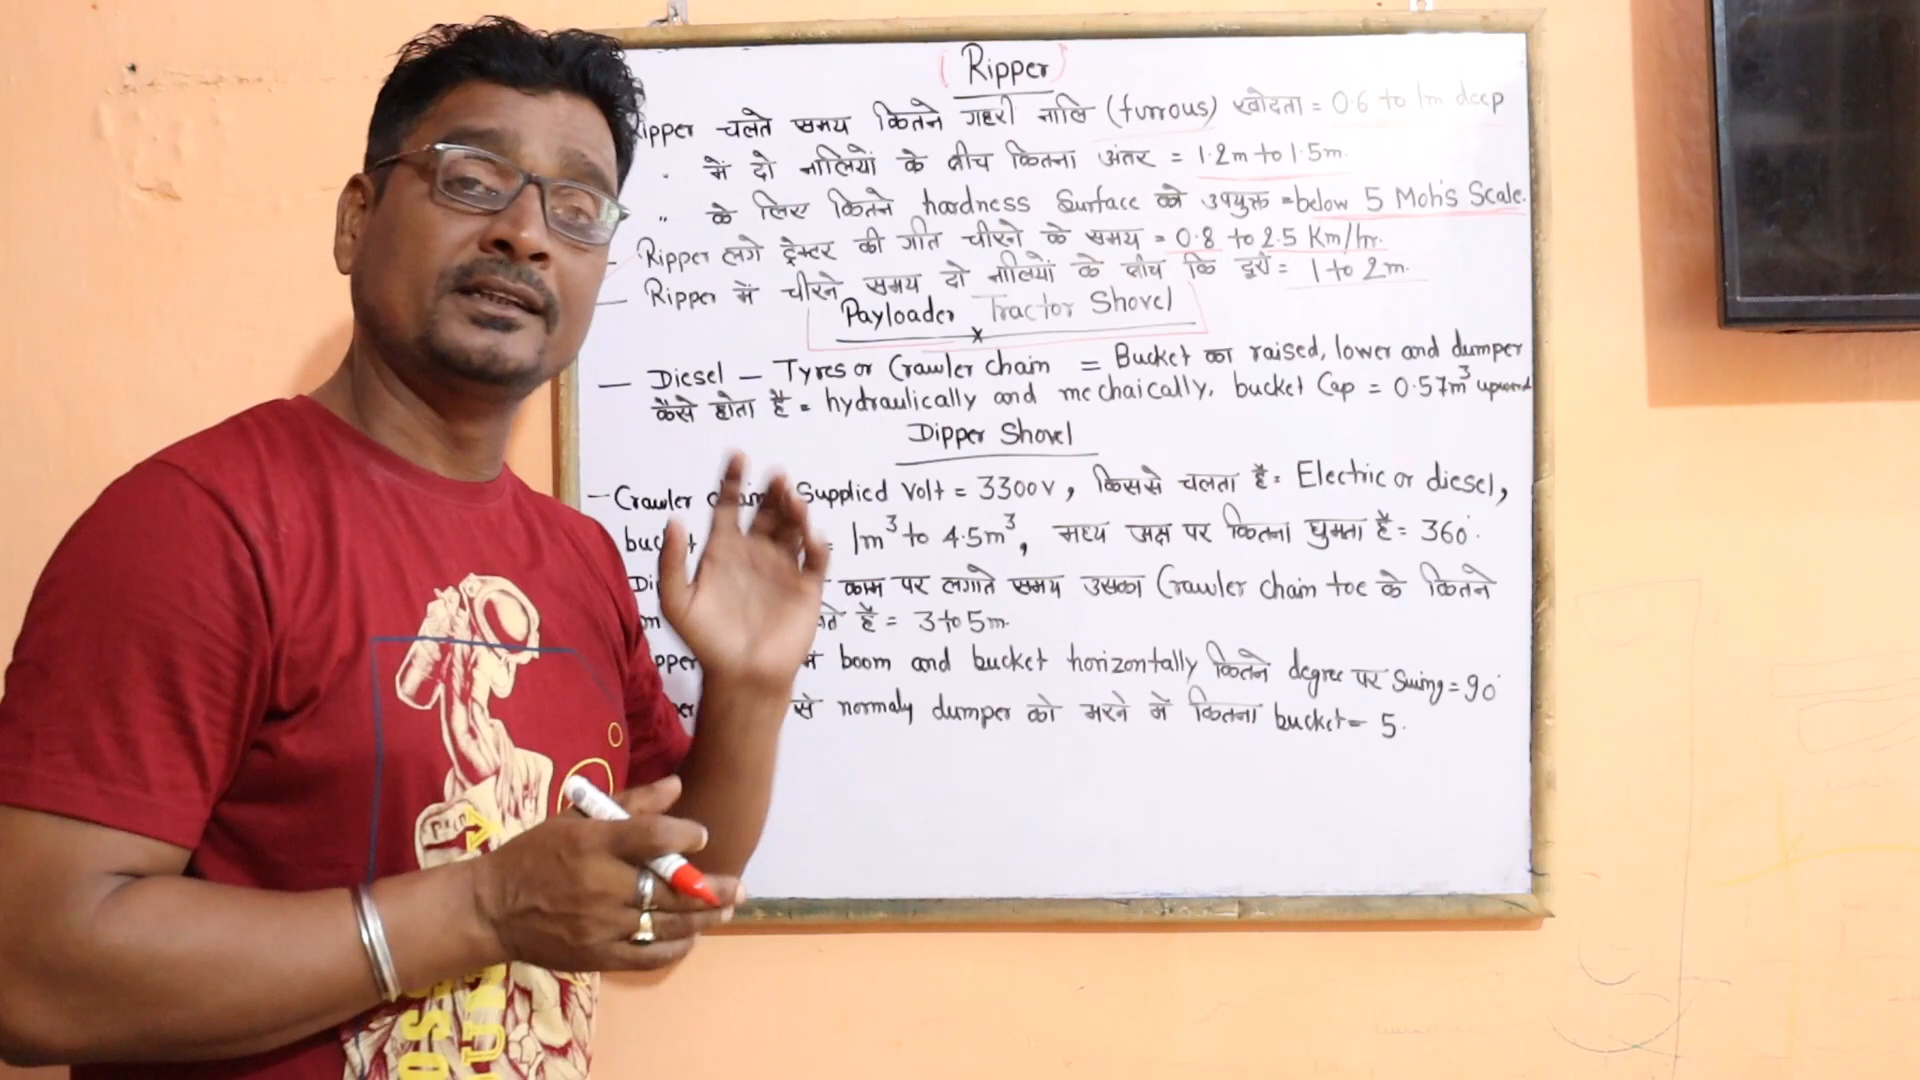 (Ripper)
Ripper चलते समय कितने गहरी नालि (furrous) खोदता = 0.6 to 1m deep
" में दो नालियों के बीच कितना अंतर = 1.2m to 1.5m.
" के लिए कितने hardness Surface को उपयुक्त = below 5 Moh's Scale.
- Ripper लगे ट्रेक्टर की गति चीरने के समय = 0.8 to 2.5 Km/hr.
- Ripper में चीरने समय दो नालियों के बीच कि दूरी = 1 to 2m.
Payloader Tractor Shovel
x
- Diesel - Tyres or Crawler chain = Bucket का raised, lower and dumper
कैसे होता है = hydraulically and mechaically, bucket Cap = 0.57m³
Dipper Shovel
- Crawler Supplied volt = 3300v, किससे चलता है = Electric or diesel,
= 1m³ to 4.5m³, मध्य अक्ष पर कितना घुमता है = 360°.
काम पर लगाते समय उसका Crawler chain toe के कितने
है = 3 to 5m.
boom and bucket horizontally कितने degree पर Swing = 90°
से normaly dumper को भरने में कितना bucket = 5.